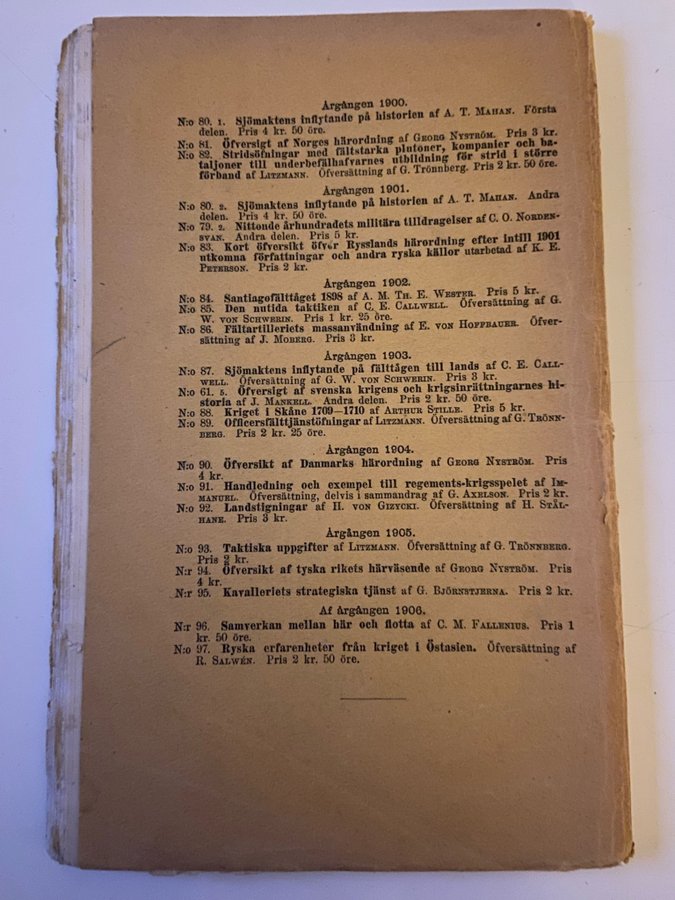 Årgången 1900.
N:o 80. 1. Sjömaktens inflytande på historien af A. T. MAHAN. Första
delen. Pris 4 kr. 50 öre.
N:o 81. Öfversigt af Norges härordning af GEORG NYSTRÖM. Pris 3 kr.
N:o 82. Stridsöfningar med fältstarka plutoner, kompanier och ba-
taljoner till underbefälhafvarnes utbildning för strid i större
förband af LITZMANN. Öfversättning af G. Trönnberg. Pris 2 kr. 50 öre.
Årgången 1901.
N:o 80. 2. Sjömaktens inflytande på historien af A. T. MAHAN. Andra
delen. Pris 4 kr. 50 öre.
N:o 79. 2. Nittonde århundradets militära tilldragelser af C. O. NORDEN-
SVAN. Andra delen. Pris 5 kr.
N:o 83. Kort öfversikt öfver Rysslands härordning efter intill 1901
utkomna författningar och andra ryska källor utarbetad af K. E.
PETERSON. Pris 2 kr.
Årgången 1902.
N:o 84. Santiagofälttåget 1898 af A. M. TH. E. WESTER. Pris 5 kr.
N:o 85. Den nutida taktiken af C. E. CALLWELL. Öfversättning af G.
W. VON SCHWERIN. Pris 1 kr. 25 öre.
N:o 86. Fältartilleriets massanvändning af E. VON HOFFBAUER. Öfver-
sättning af J. MOBERG. Pris 3 kr.
Årgången 1903.
N:o 87. Sjömaktens inflytande på fälttågen till lands af C. E. CALL-
WELL. Öfversättning af G. W. VON SCHWERIN. Pris 3 kr.
N:o 61. 5. Öfversigt af svenska krigens och krigsinrättningarnes hi-
storia af J. MANKELL. Andra delen. Pris 2 kr. 50 öre.
N:o 88. Kriget i Skåne 1709–1710 af ARTHUR STILLE. Pris 5 kr.
N:o 89. Officersfälttjänstöfningar af LITZMANN. Öfversättning af G. TRÖNN-
BERG. Pris 2 kr. 25 öre.
Årgången 1904.
N:o 90. Öfversikt af Danmarks härordning af GEORG NYSTRÖM. Pris
4 kr.
N:o 91. Handledning och exempel till regements-krigsspelet af IM-
MANUEL. Öfversättning, delvis i sammandrag af G. AXELSON. Pris 2 kr.
N:o 92. Landstigningar af H. VON GIZYCKI. Öfversättning af H. STÅL-
HANE. Pris 3 kr.
Årgången 1905.
N:o 93. Taktiska uppgifter af LITZMANN. Öfversättning af G. TRÖNNBERG.
Pris 2 kr.
N:r 94. Öfversikt af tyska rikets härväsende af GEORG NYSTRÖM. Pris
4 kr.
N:r 95. Kavalleriets strategiska tjänst af G. BJÖRNSTJERNA. Pris 2 kr.
Af årgången 1906.
N:r 96. Samverkan mellan här och flotta af C. M. FALLENIUS. Pris 1
kr. 50 öre.
N:o 97. Ryska erfarenheter från kriget i Östasien. Öfversättning af
R. SALWÉN. Pris 2 kr. 50 öre.